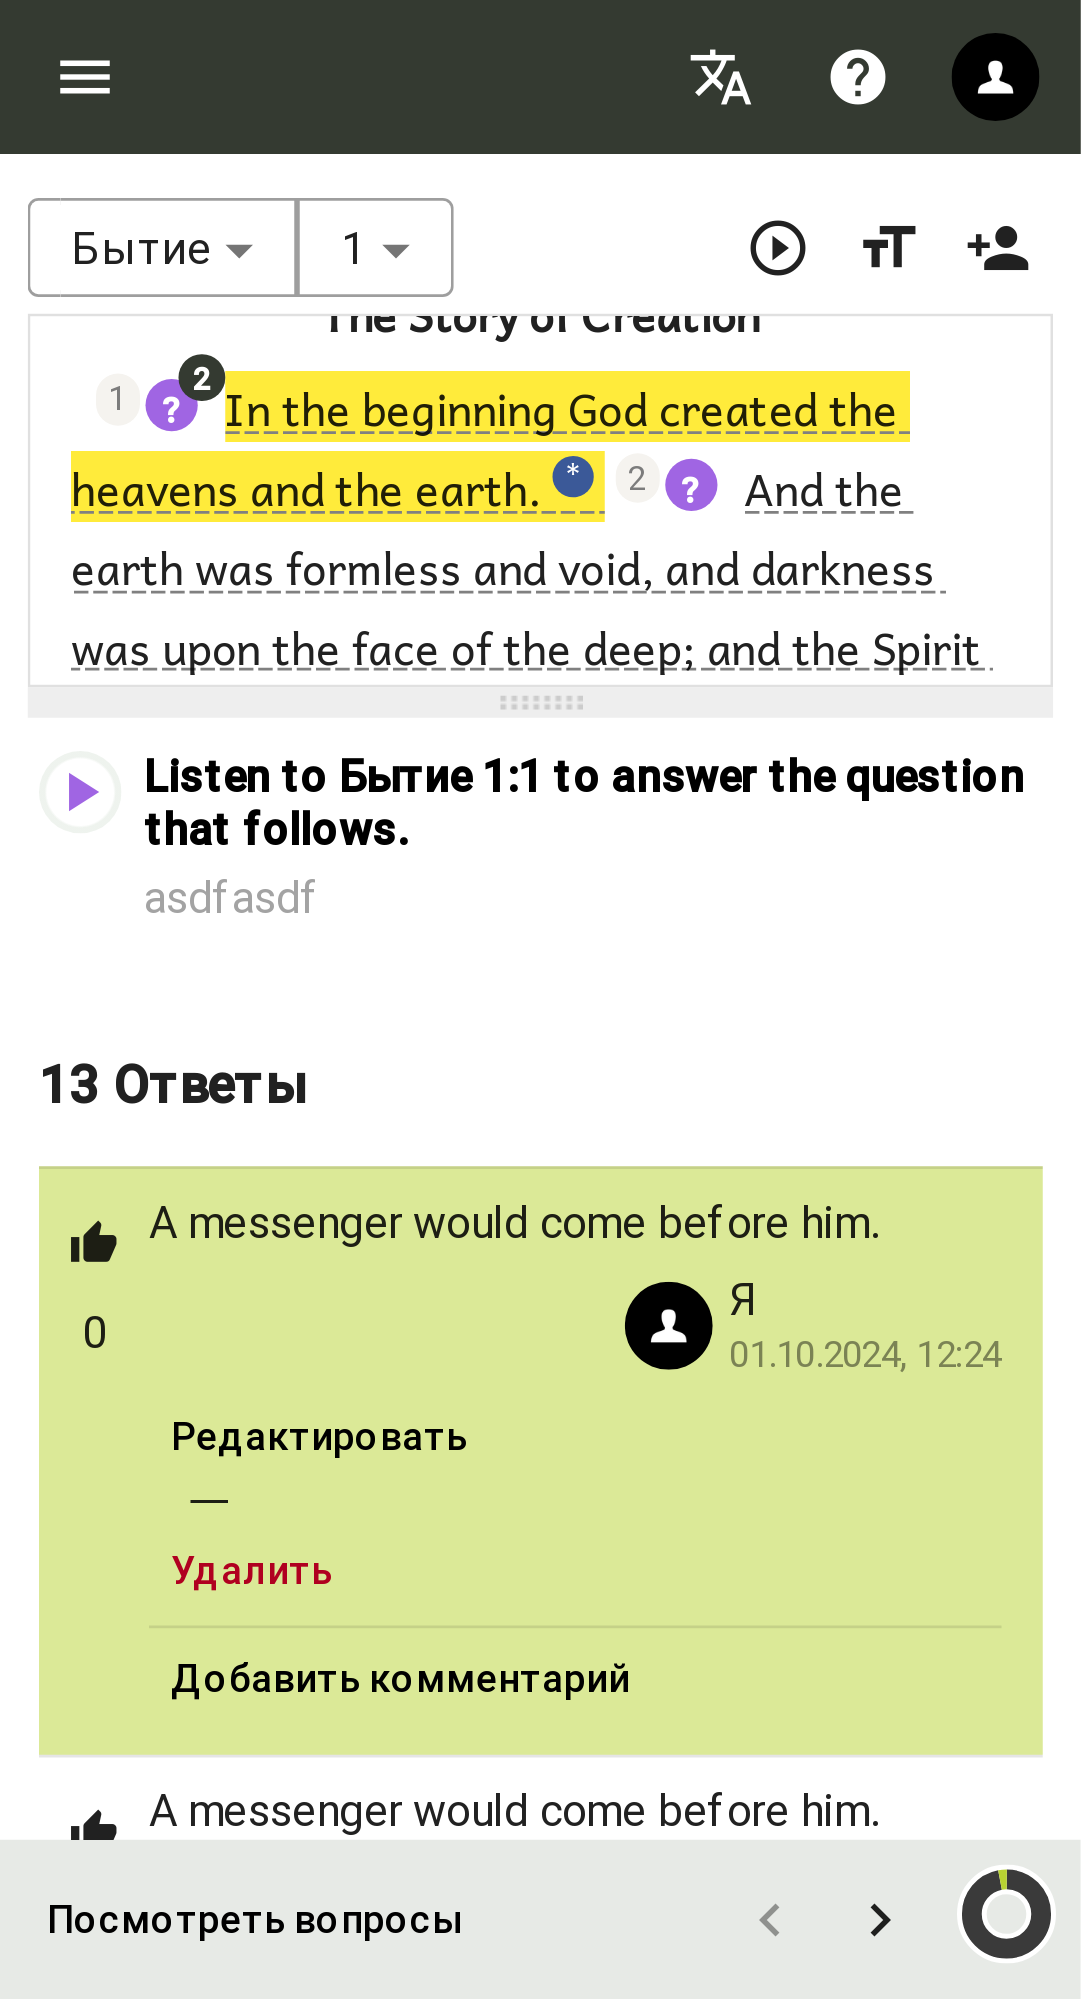 Бытие 1
The Story of Creation
1 ? 2 In the beginning God created the
heavens and the earth. * 2 ? And the
earth was formless and void, and darkness
was upon the face of the deep; and the Spirit
Listen to Бытие 1:1 to answer the question
that follows.
asdfasdf
13 Ответы
A messenger would come before him.
0
Я
01.10.2024, 12:24
Редактировать
—
Удалить
Добавить комментарий
A messenger would come before him.
Посмотреть вопросы